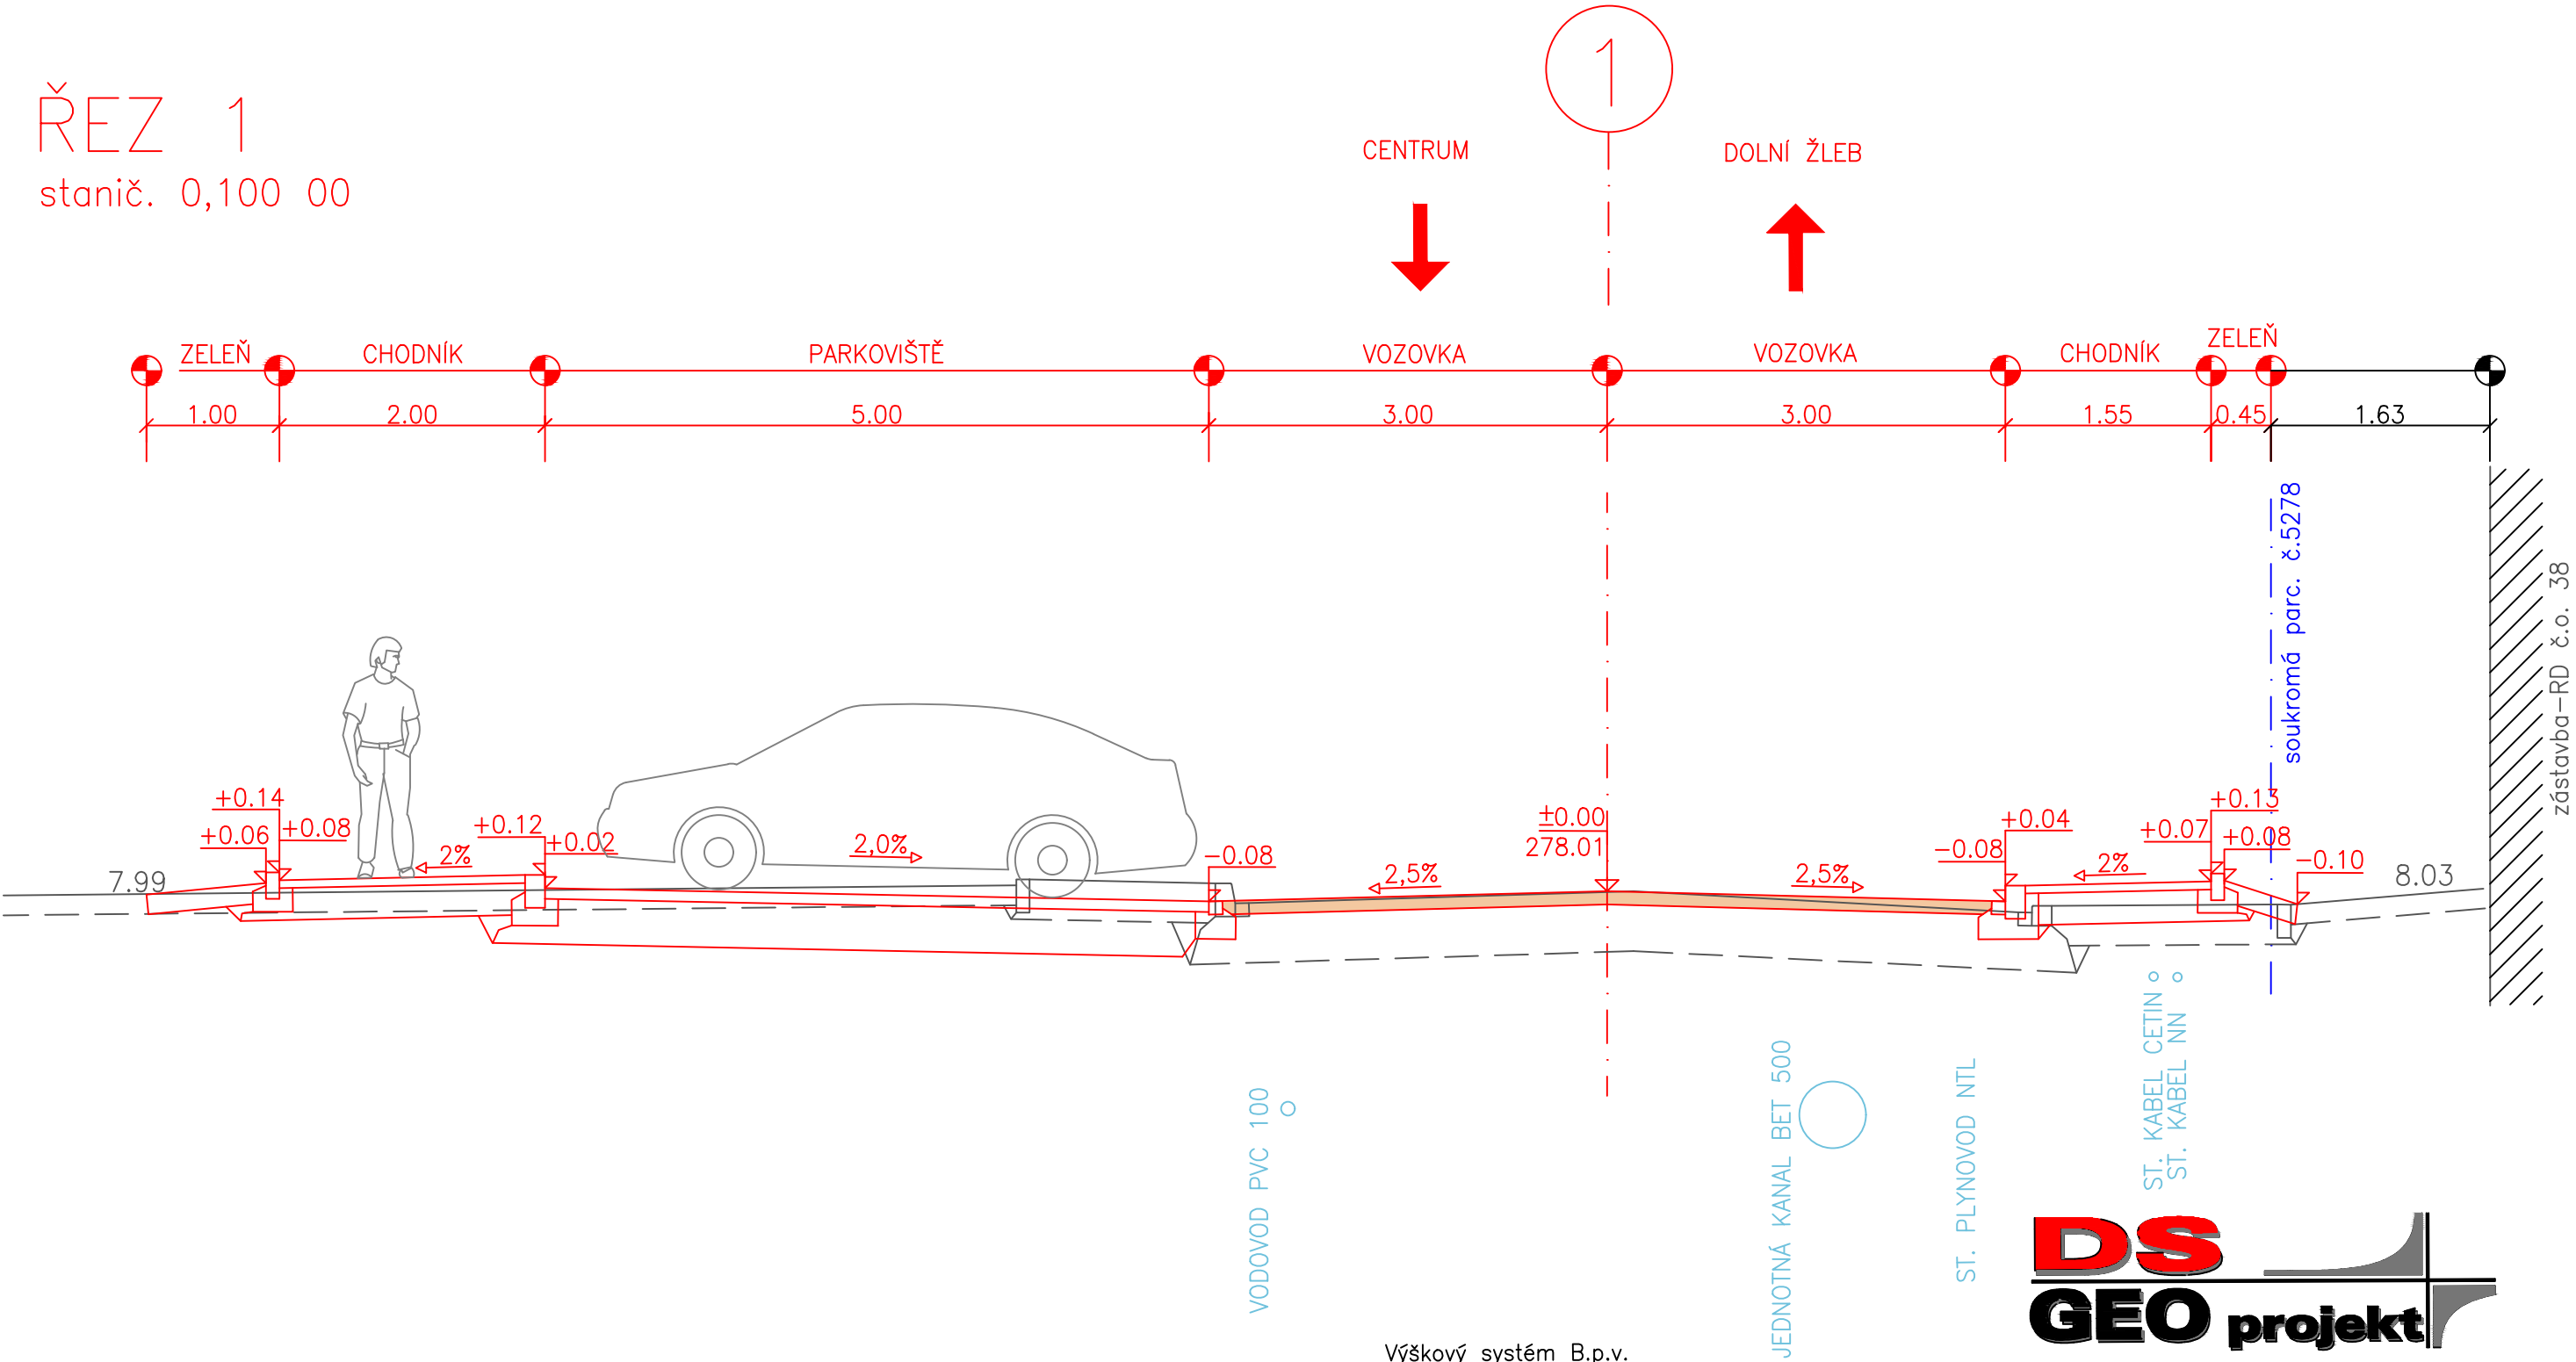 1
ŘEZ 1
stanič. 0,100 00
CENTRUM
DOLNÍ ŽLEB
ZELEŇ
CHODNÍK
PARKOVIŠTĚ
VOZOVKA
VOZOVKA
CHODNÍK
ZELEŇ
1.00
2.00
5.00
3.00
3.00
1.55
0.45
1.63
soukromá parc. č.5278
zástavba-RD č.o. 38
+0.14
+0.06
+0.08
2%
+0.12
+0.02
2,0%
-0.08
2,5%
±0.00
278.01
2,5%
-0.08
+0.04
2%
+0.07
+0.13
+0.08
-0.10
7.99
8.03
VODOVOD PVC 100
JEDNOTNÁ KANAL BET 500
ST. PLYNOVOD NTL
ST. KABEL CETIN
ST. KABEL NN
DS
GEO projekt
Výškový systém B.p.v.